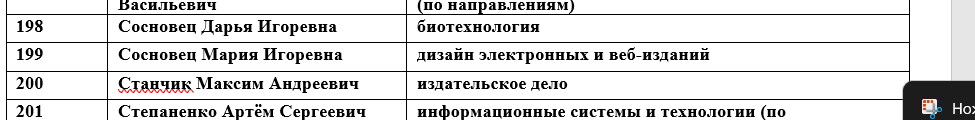 Васильевич (по направлениям)
198 Сосновец Дарья Игоревна биотехнология
199 Сосновец Мария Игоревна дизайн электронных и веб-изданий
200 Станчик Максим Андреевич издательское дело
201 Степаненко Артём Сергеевич информационные системы и технологии (по
Но